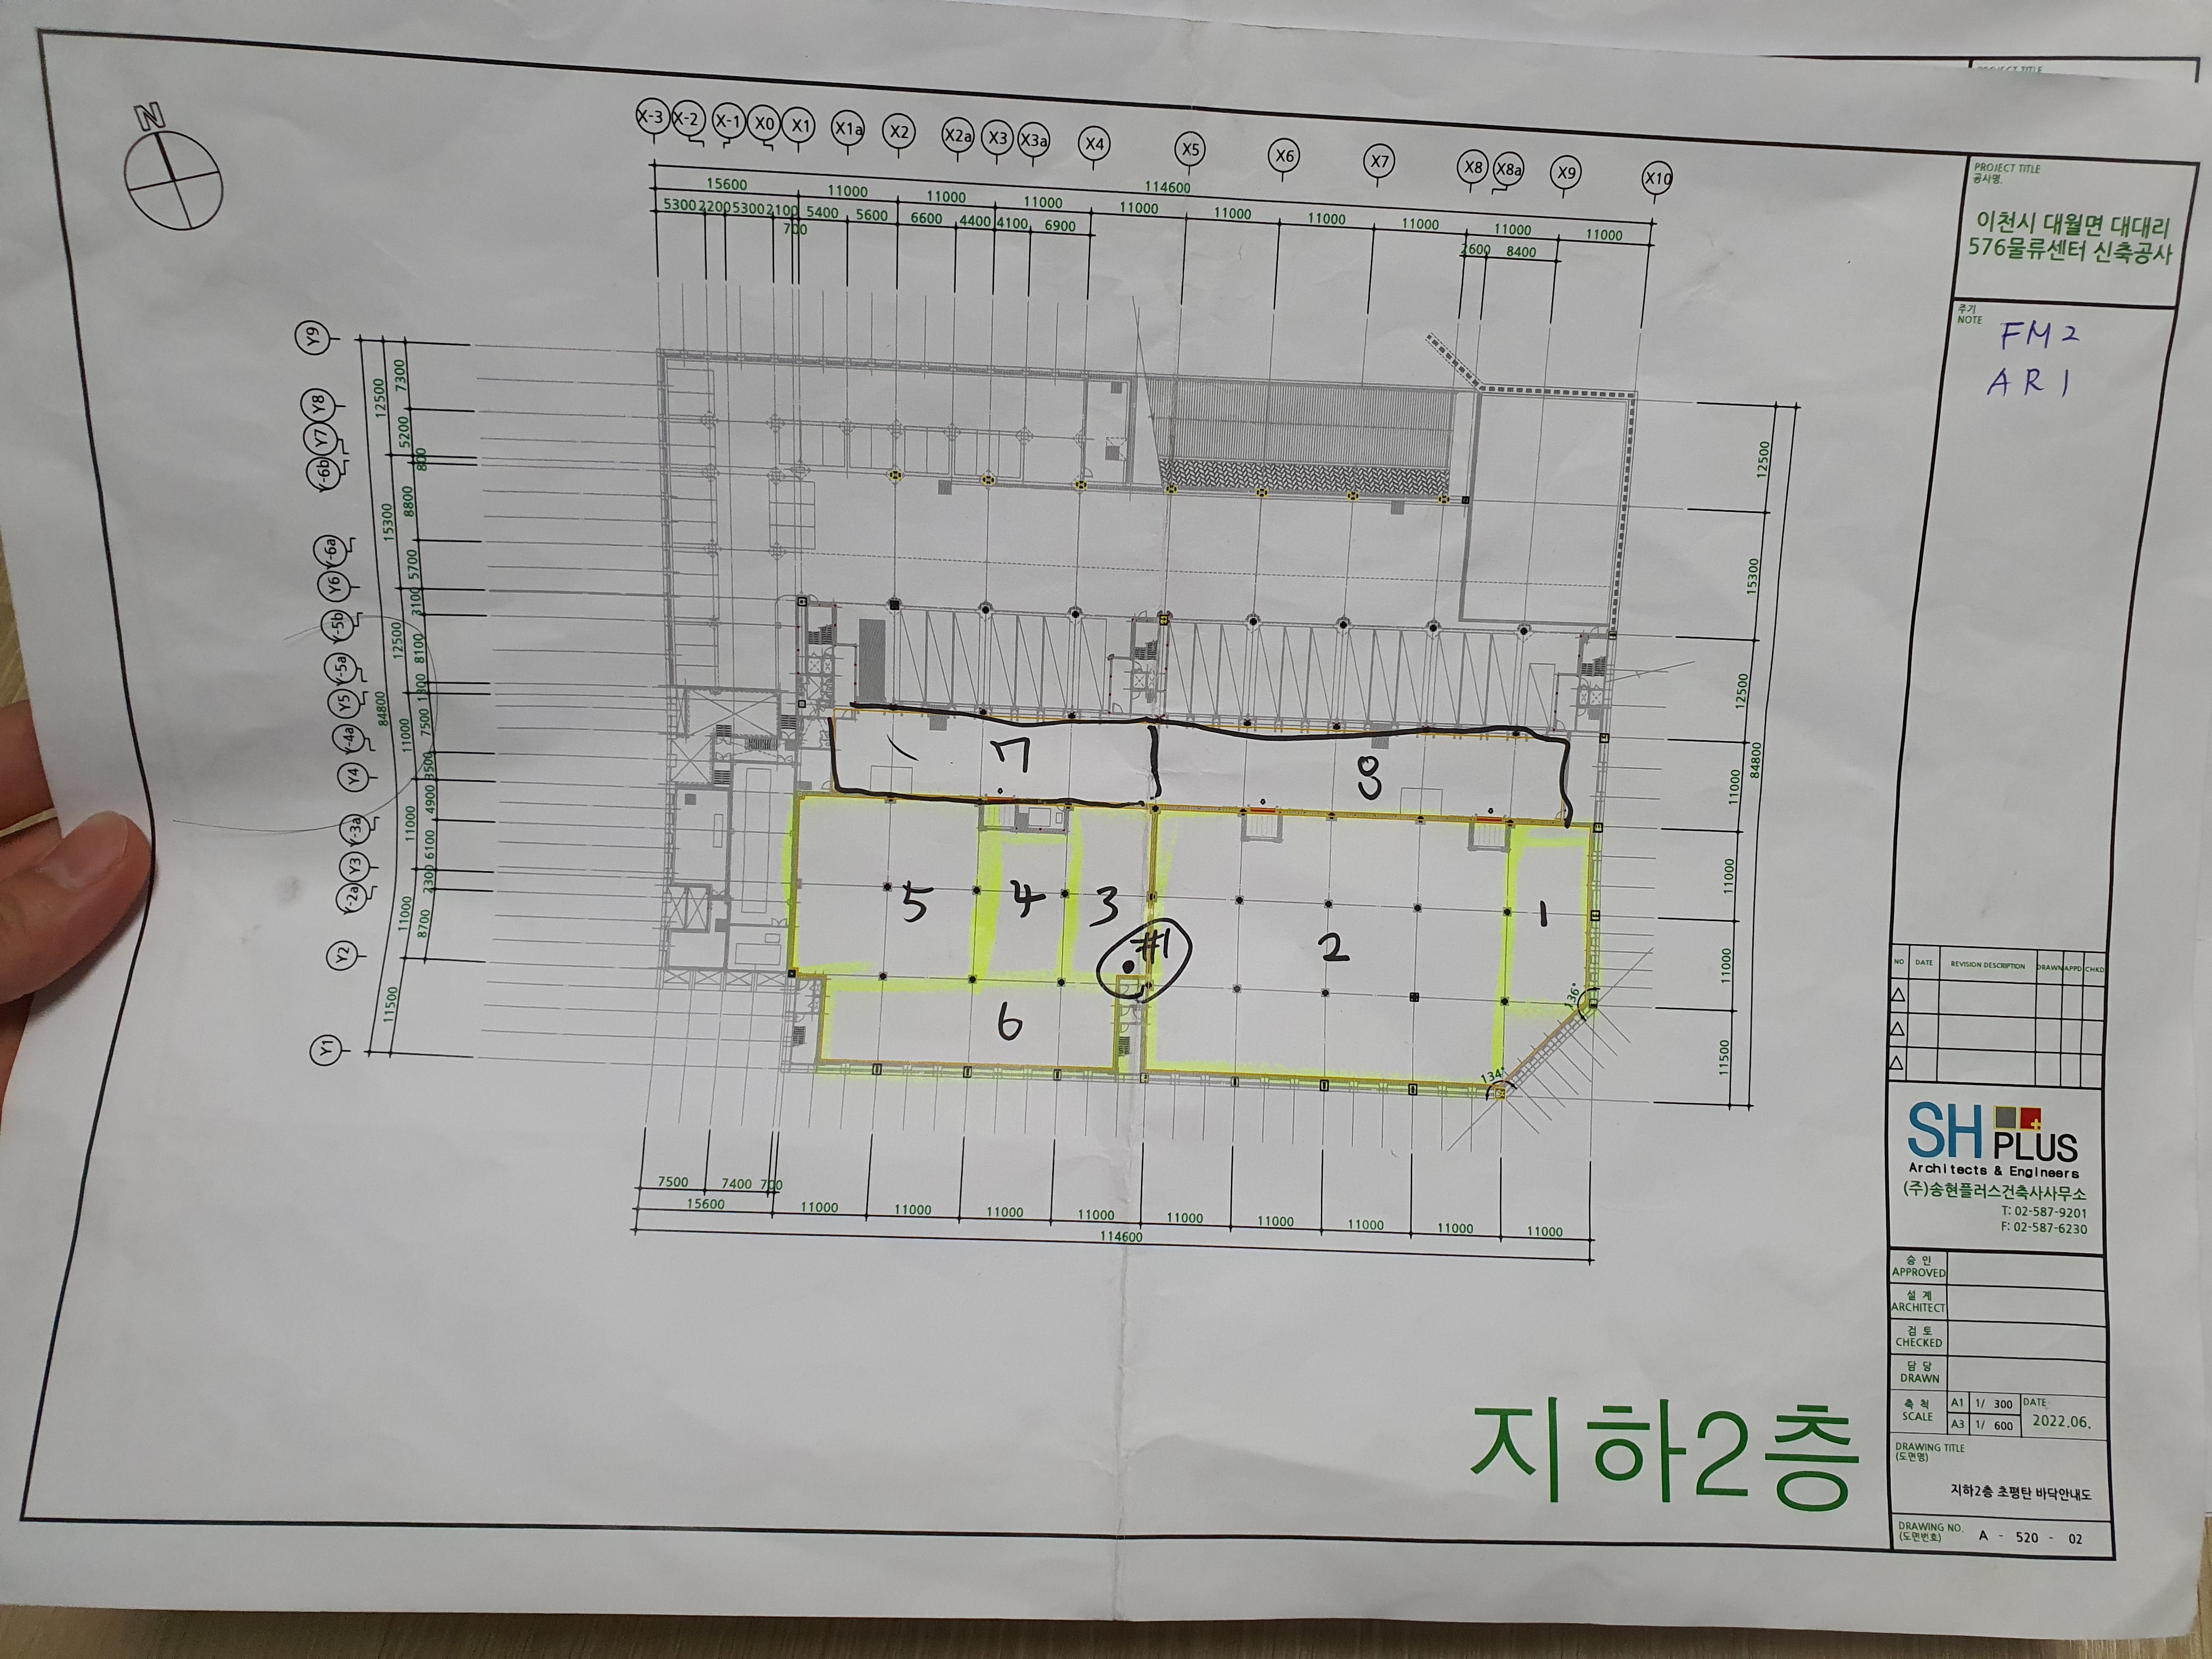 PROJECT TITLE
N
X-3 X-2 X-1 X0 X1 X1a X2 X2a X3 X3a X4 X5 X6 X7 X8 X8a X9 X10
15600 11000 11000 11000 114600
5300 2200 5300 2100 5400 5600 6600 4400 4100 6900 11000 11000 11000 11000 11000 11000
700
2600 8400
Y9
Y8
Y7
Y-6b
Y-6a
Y6
Y-5b
Y-5a
Y5
Y-4a
Y4
Y-3a
Y3
Y-2a
Y2
Y1
84800
12500
15300
12500
11000
11000
11000
11500
7300
5200
800
8800
5700
3100
8100
1300
7500
3500
4900
6100
2300
8700
12500
15300
12500
11000
11000
11000
11500
84800
7 8
5 4 3 #1 2 1
6
136°
134°
7500 7400 700
15600 11000 11000 11000 11000 11000 11000 11000 11000 11000
114600
PROJECT TITLE
공사명.
이천시 대월면 대대리
576물류센터 신축공사
주기
NOTE
FM2
AR1
NO DATE REVISION DESCRIPTION DRAWN APPD CHKD
SH PLUS
Architects & Engineers
(주)송현플러스건축사사무소
T: 02-587-9201
F: 02-587-6230
승 인
APPROVED
설 계
ARCHITECT
검 토
CHECKED
담 당
DRAWN
축 척
SCALE
A1 1/ 300
A3 1/ 600
DATE
2022.06.
DRAWING TITLE
(도면명)
지하2층 초평탄 바닥안내도
DRAWING NO.
(도면번호)
A - 520 - 02
지하2층